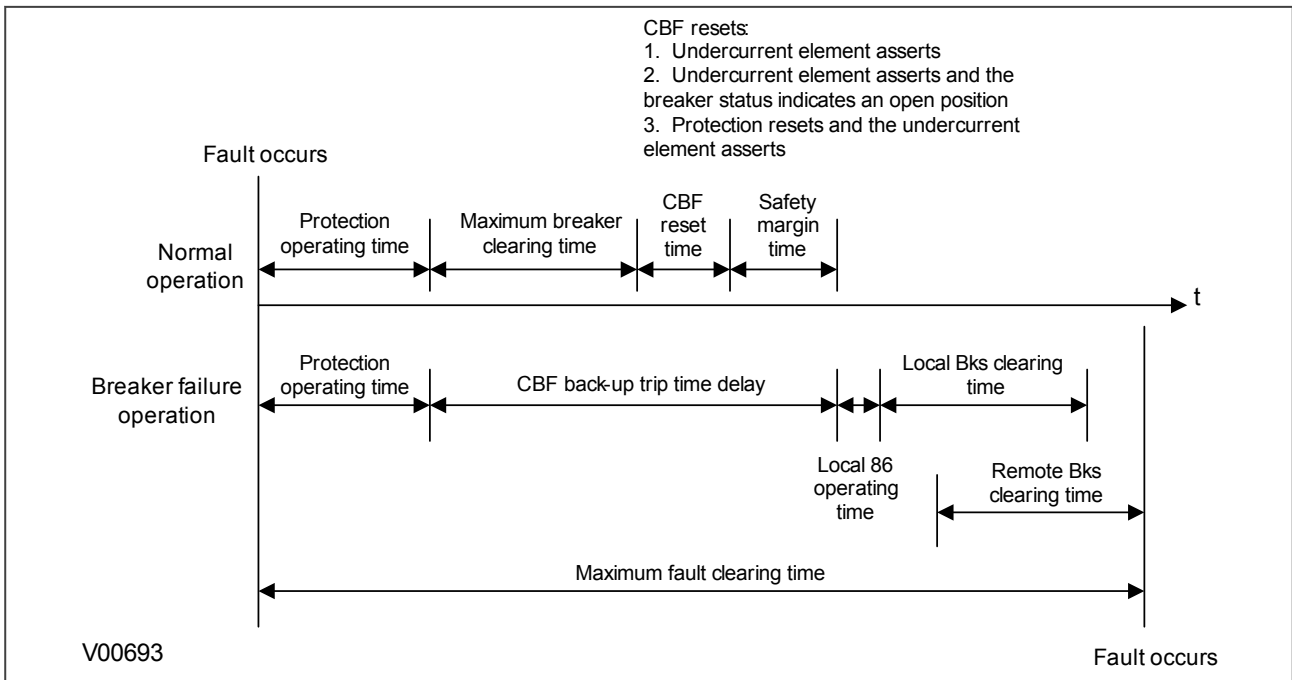 CBF resets:
1. Undercurrent element asserts
2. Undercurrent element asserts and the
breaker status indicates an open position
3. Protection resets and the undercurrent
element asserts
Fault occurs
Normal
operation
Protection
operating time
Maximum breaker
clearing time
CBF
reset
time
Safety
margin
time
t
Breaker failure
operation
Protection
operating time
CBF back-up trip time delay
Local Bks clearing
time
Local 86
operating
time
Remote Bks
clearing time
Maximum fault clearing time
V00693
Fault occurs